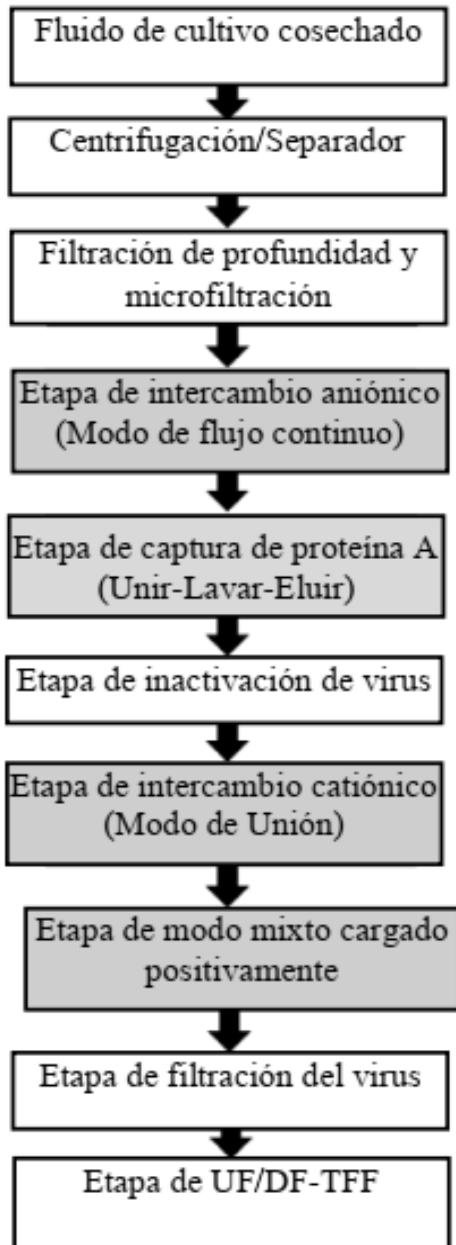 Fluido de cultivo cosechado
Centrifugación/Separador
Filtración de profundidad y
microfiltración
Etapa de intercambio aniónico
(Modo de flujo continuo)
Etapa de captura de proteína A
(Unir-Lavar-Eluir)
Etapa de inactivación de virus
Etapa de intercambio catiónico
(Modo de Unión)
Etapa de modo mixto cargado
positivamente
Etapa de filtración del virus
Etapa de UF/DF-TFF